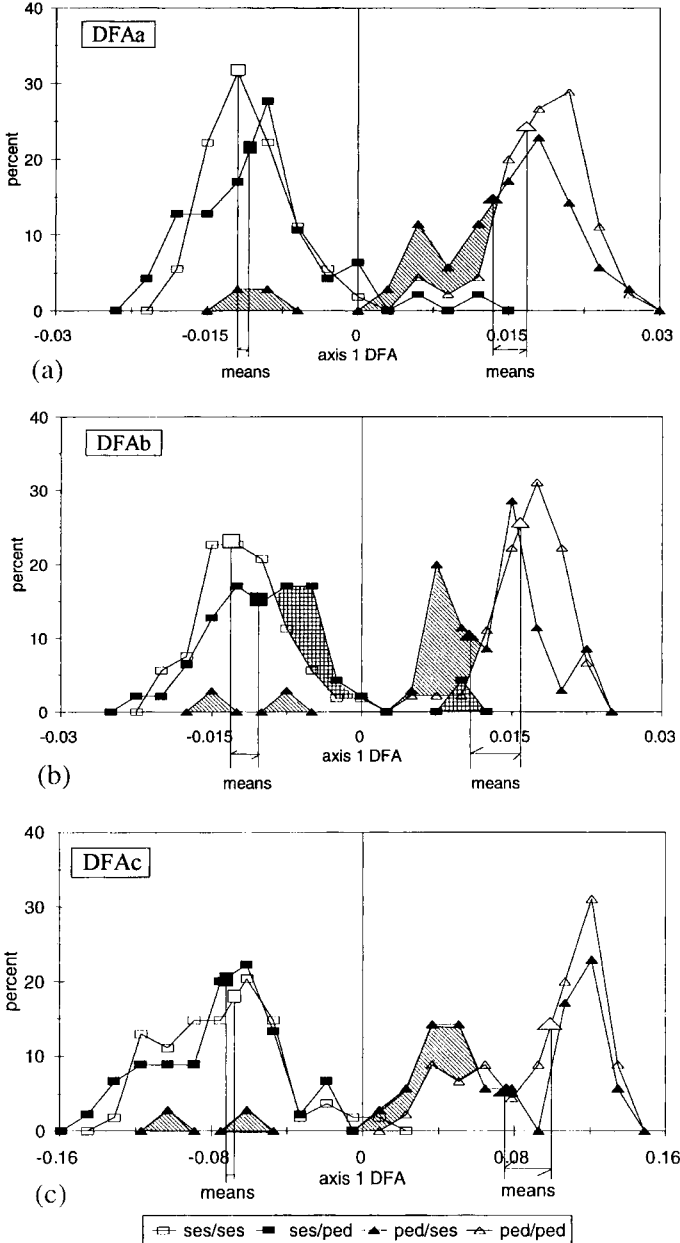 40
DFAa
30
percent
20
10
0
-0.03 -0.015 0 0.015 0.03
axis 1 DFA
(a)
means means
40
DFAb
30
percent
20
10
0
-0.03 -0.015 0 0.015 0.03
axis 1 DFA
(b)
means means
40
DFAc
30
percent
20
10
0
-0.16 -0.08 0 0.08 0.16
axis 1 DFA
(c)
means means
ses/ses ses/ped ped/ses ped/ped